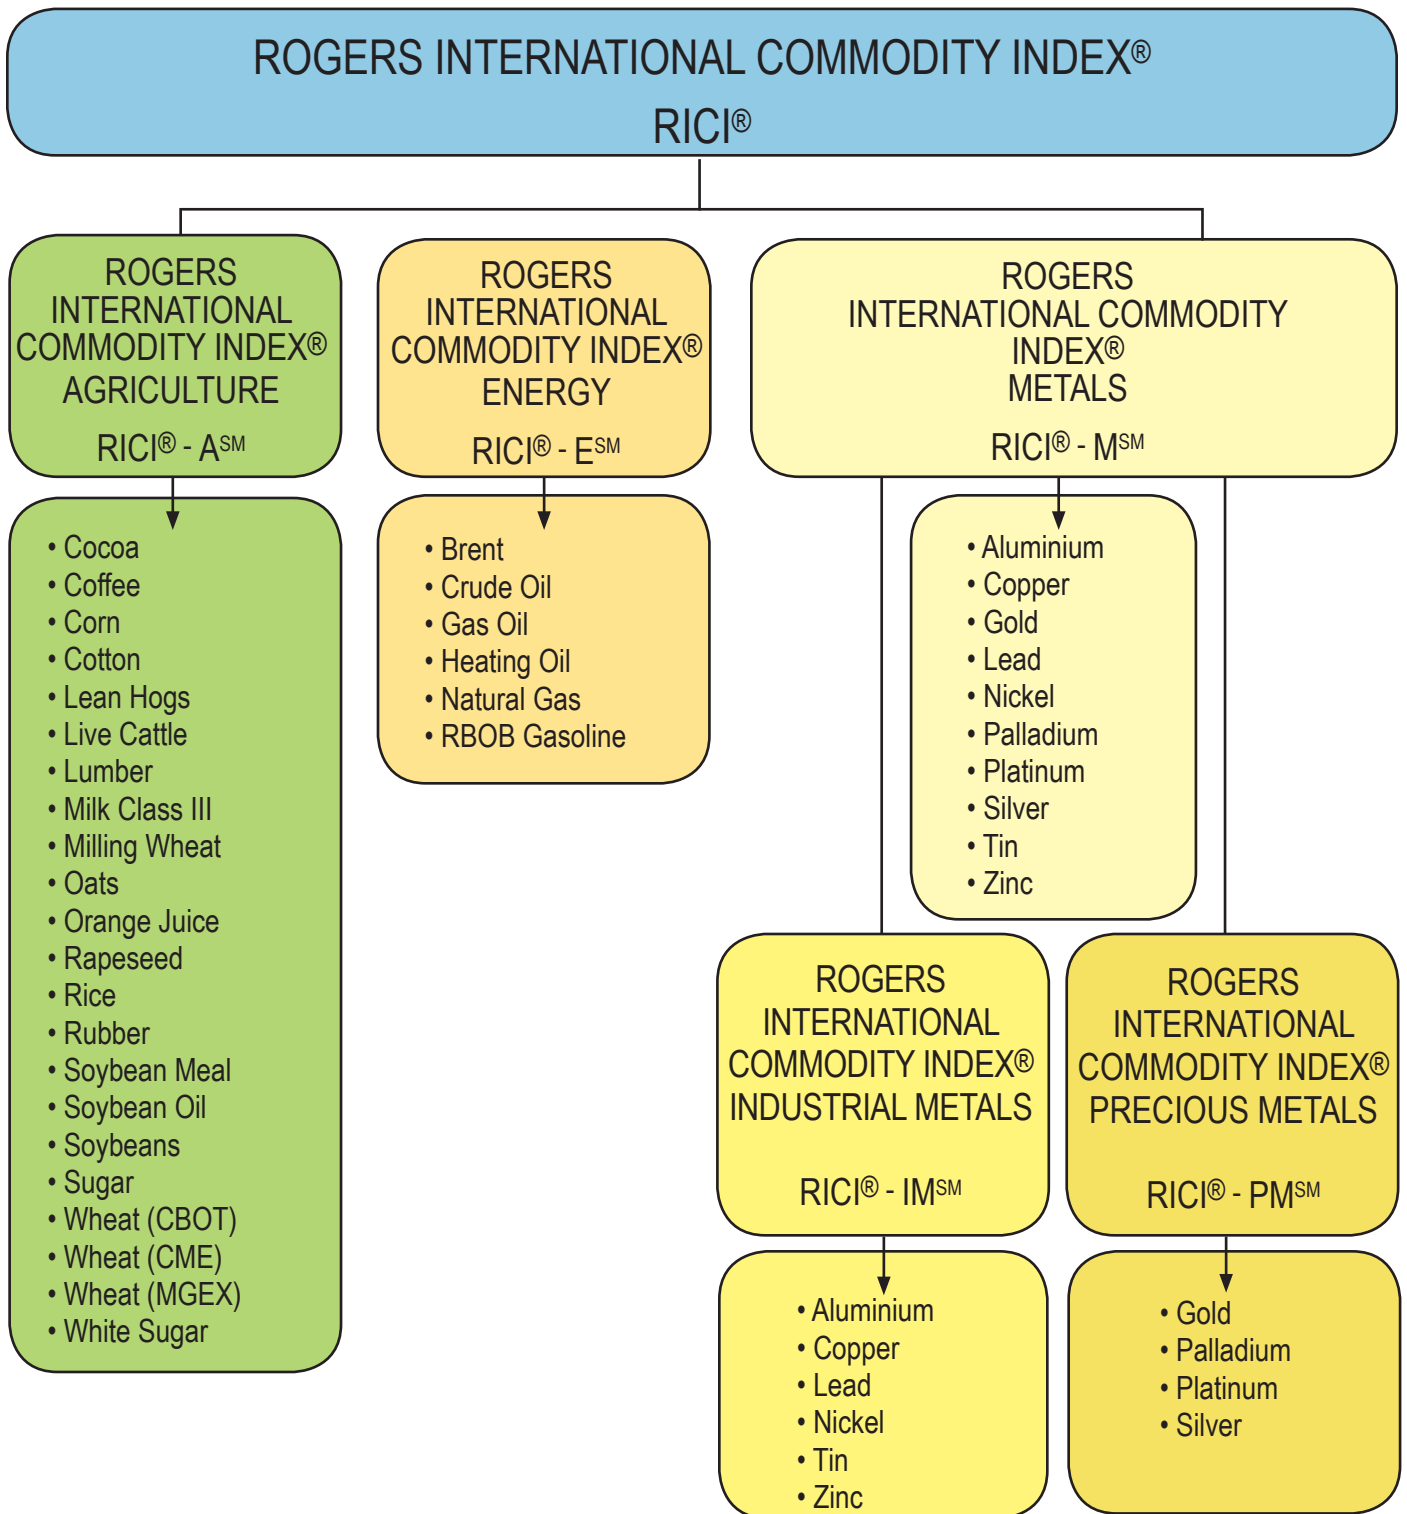 ROGERS INTERNATIONAL COMMODITY INDEX®
RICI®
ROGERS
INTERNATIONAL
COMMODITY INDEX®
AGRICULTURE
RICI® - A℠
• Cocoa
• Coffee
• Corn
• Cotton
• Lean Hogs
• Live Cattle
• Lumber
• Milk Class III
• Milling Wheat
• Oats
• Orange Juice
• Rapeseed
• Rice
• Rubber
• Soybean Meal
• Soybean Oil
• Soybeans
• Sugar
• Wheat (CBOT)
• Wheat (CME)
• Wheat (MGEX)
• White Sugar
ROGERS
INTERNATIONAL
COMMODITY INDEX®
ENERGY
RICI® - E℠
• Brent
• Crude Oil
• Gas Oil
• Heating Oil
• Natural Gas
• RBOB Gasoline
ROGERS
INTERNATIONAL COMMODITY
INDEX®
METALS
RICI® - M℠
• Aluminium
• Copper
• Gold
• Lead
• Nickel
• Palladium
• Platinum
• Silver
• Tin
• Zinc
ROGERS
INTERNATIONAL
COMMODITY INDEX®
INDUSTRIAL METALS
RICI® - IM℠
• Aluminium
• Copper
• Lead
• Nickel
• Tin
• Zinc
ROGERS
INTERNATIONAL
COMMODITY INDEX®
PRECIOUS METALS
RICI® - PM℠
• Gold
• Palladium
• Platinum
• Silver